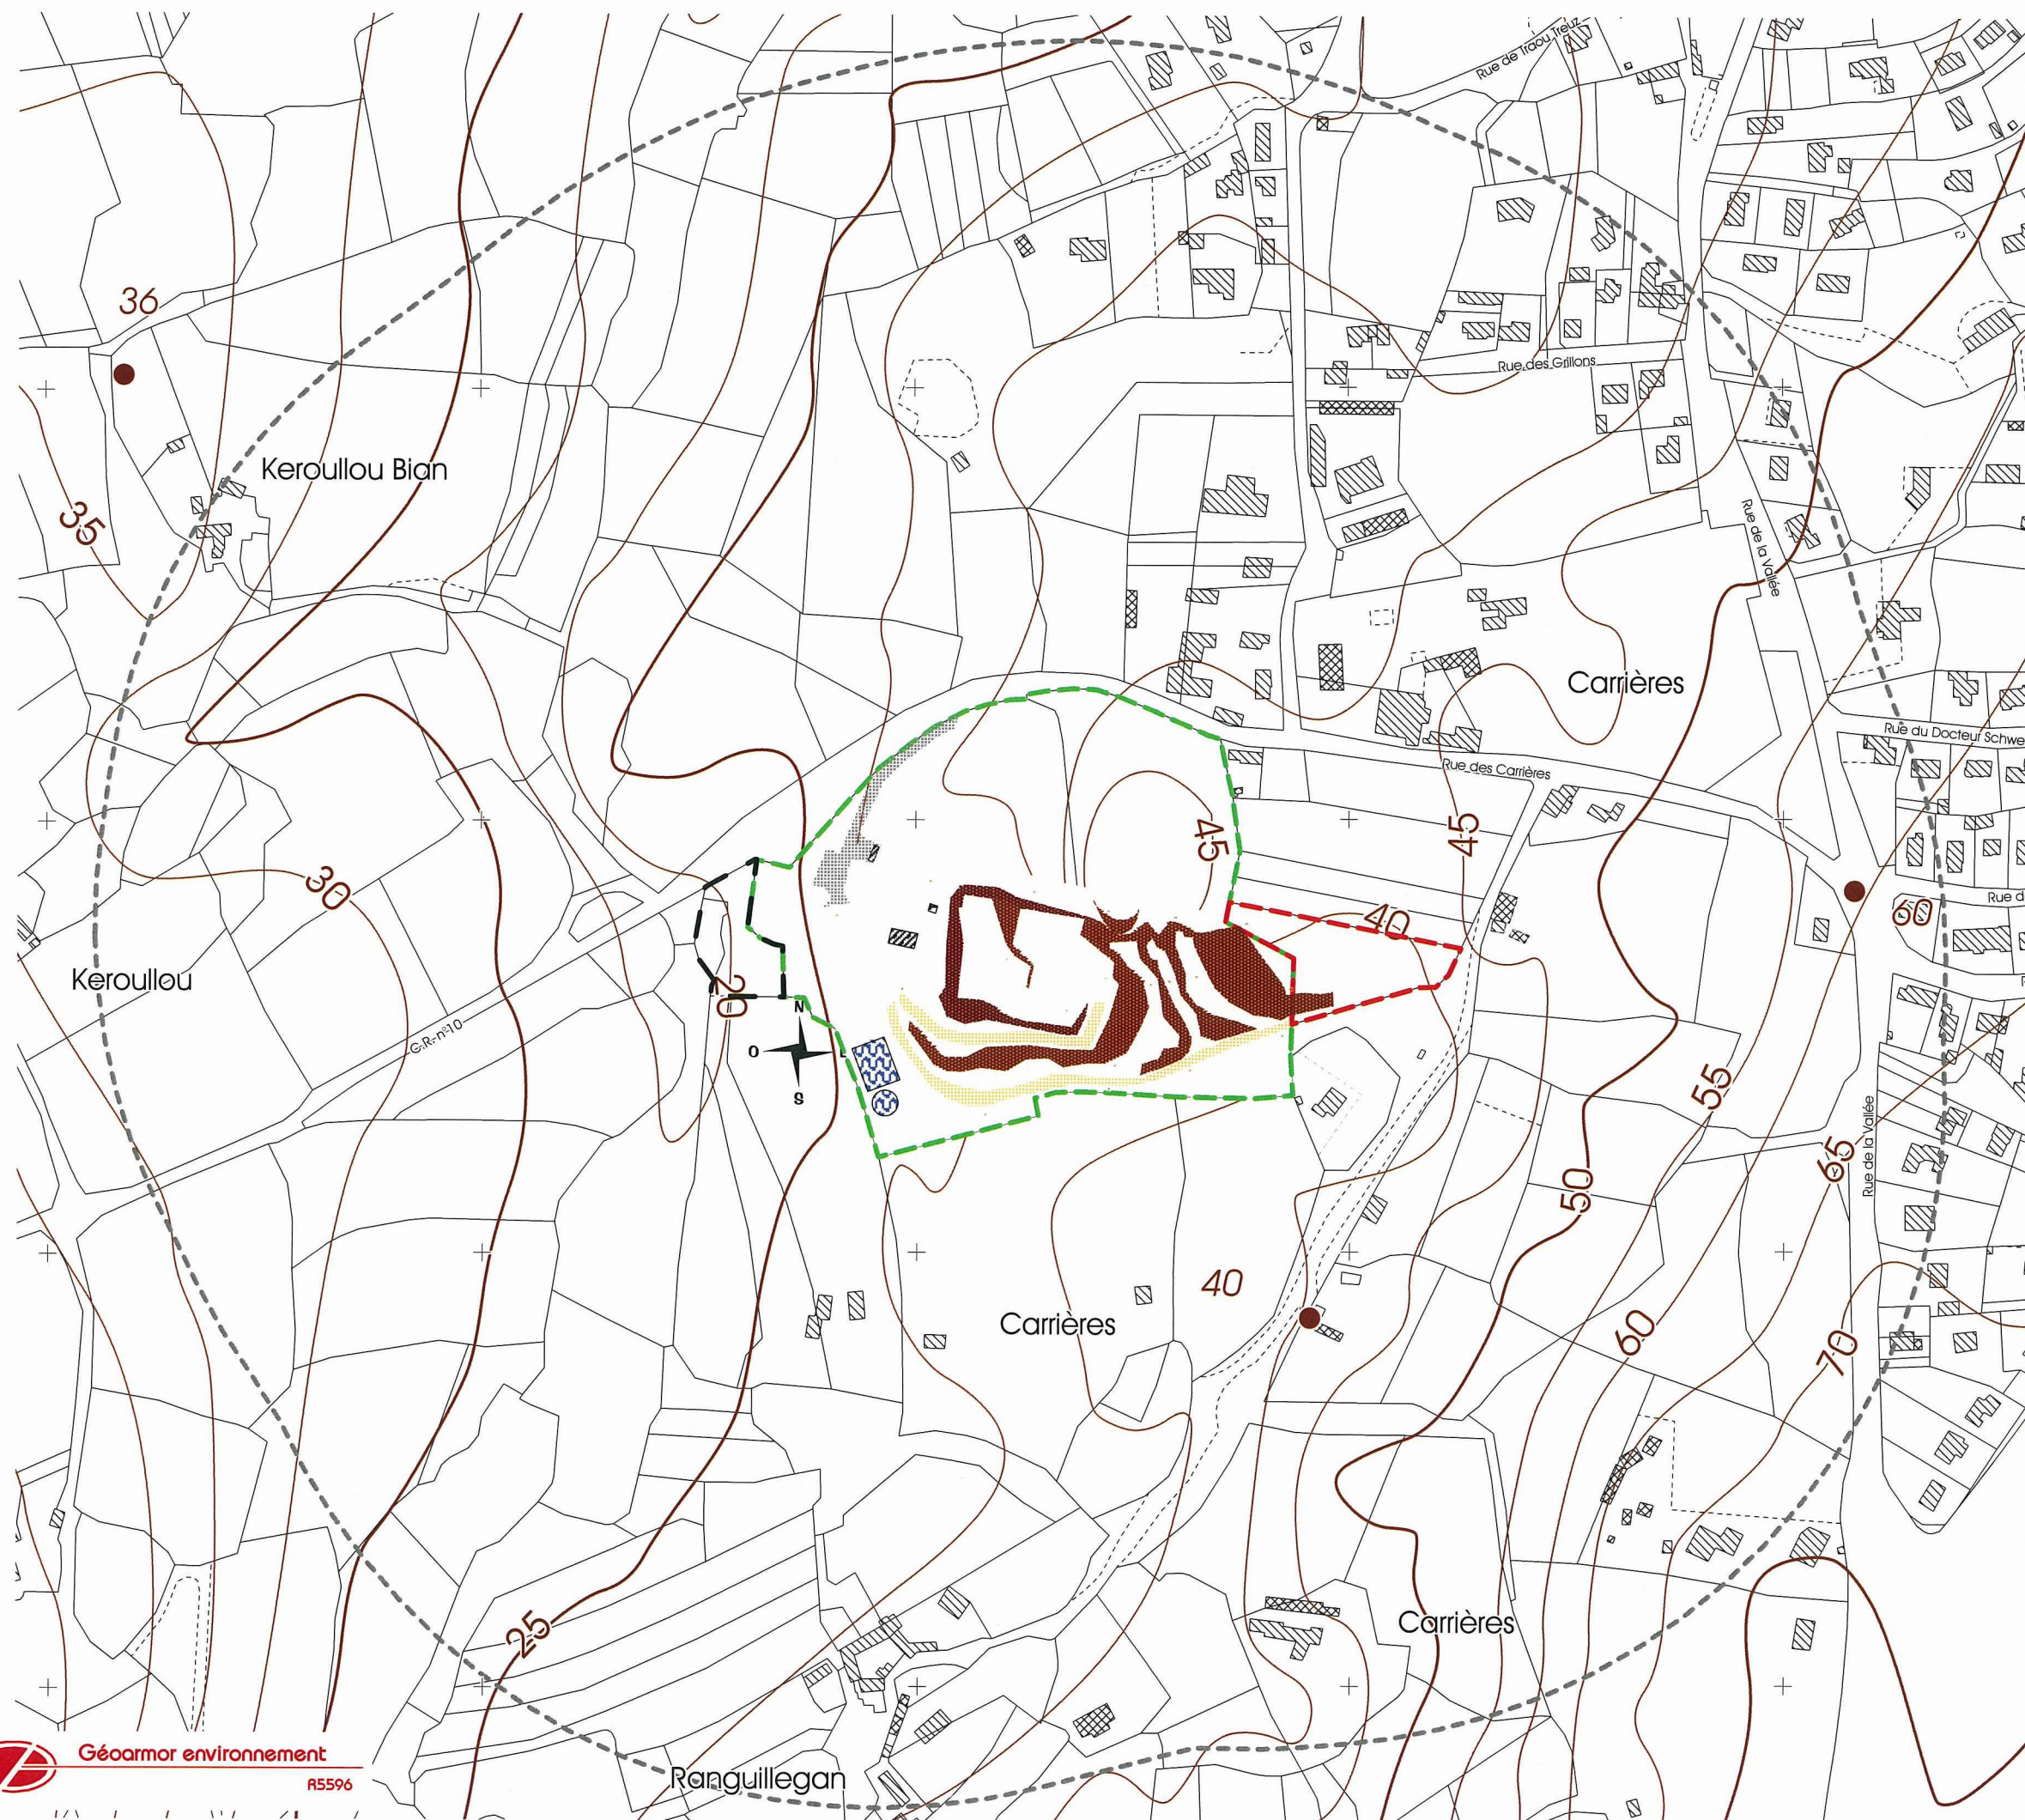 Rue de Traou Treuz
36
Rue des Grillons
Keroullou Bian
35
Rue de la Vallée
Carrières
Rue du Docteur Schwe
Rue des Carrières
45
45
30
40
60
Rue d
Keroullou
20
N
G.R. n°10
O
L
S
55
Rue de la Vallée
65
50
40
Carrières
60
70
25
Carrières
Géoarmor environnement
R5596
Ranguillegan